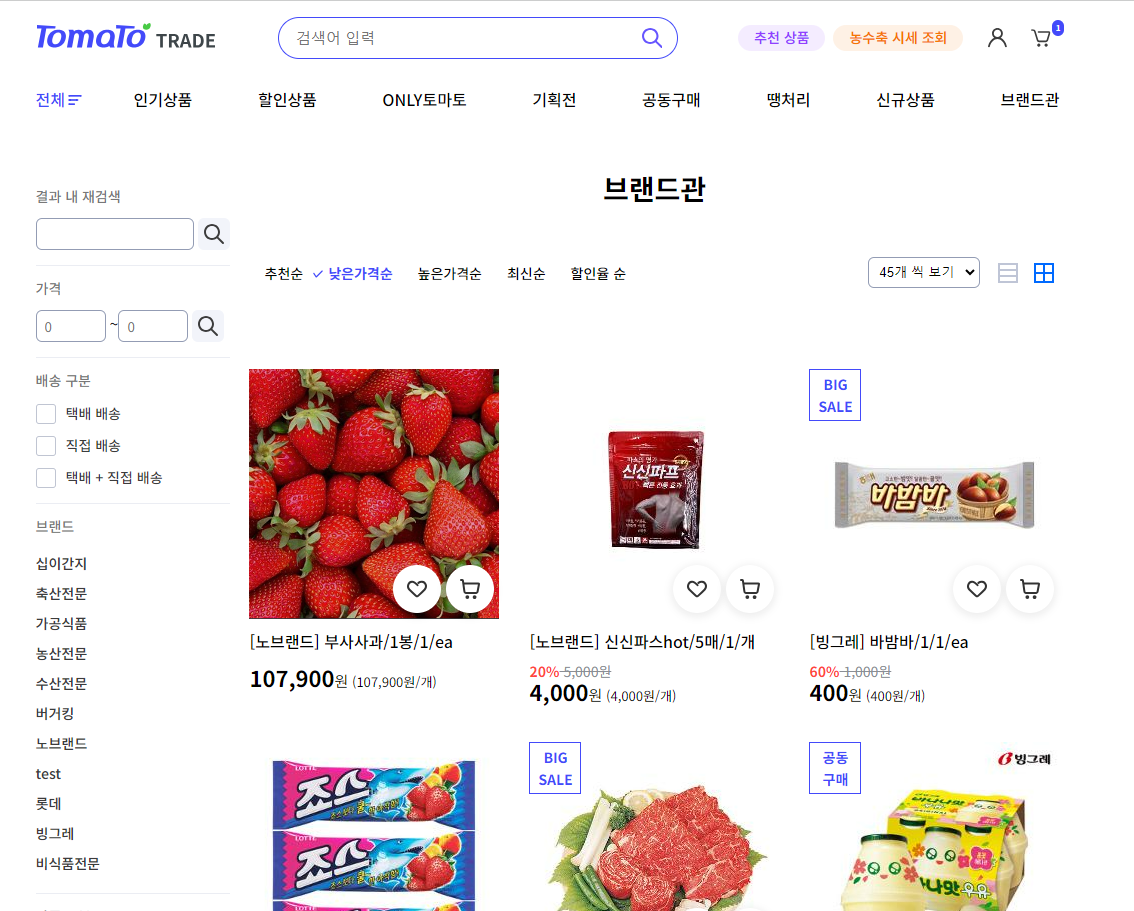 TomaTo TRADE
검색어 입력
추천 상품
농수축 시세 조회
1
전체
인기상품
할인상품
ONLY토마토
기획전
공동구매
땡처리
신규상품
브랜드관
브랜드관
결과 내 재검색
가격
0 ~ 0
배송 구분
택배 배송
직접 배송
택배 + 직접 배송
브랜드
십이간지
축산전문
가공식품
농산전문
수산전문
버거킹
노브랜드
test
롯데
빙그레
비식품전문
추천순
낮은가격순
높은가격순
최신순
할인율 순
45개 씩 보기
[노브랜드] 부사사과/1봉/1/ea
107,900원 (107,900원/개)
신신파프
[노브랜드] 신신파스hot/5매/1/개
20% 5,000원
4,000원 (4,000원/개)
BIG
SALE
해태
바밤바
[빙그레] 바밤바/1/1/ea
60% 1,000원
400원 (400원/개)
LOTTE
죠스
LOTTE
죠스
BIG
SALE
공동
구매
빙그레
바나나맛
나나맛우유